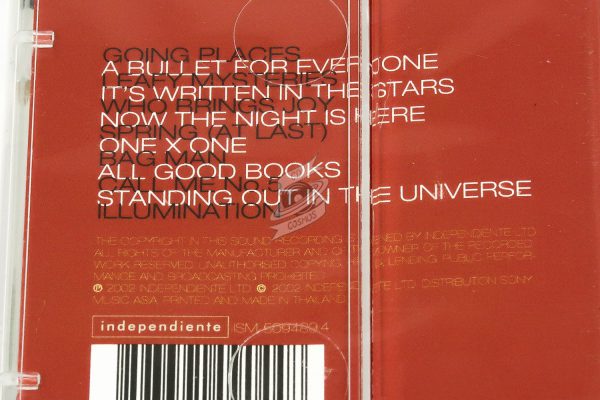 GOING PLACES
A BULLET FOR EVERYONE
LEAFY MYSTERIES
IT'S WRITTEN IN THE STARS
WHO BRINGS JOY
NOW THE NIGHT IS HERE
SPRING (AT LAST)
ONE X ONE
BAG MAN
ALL GOOD BOOKS
CALL ME No.5
STANDING OUT IN THE UNIVERSE
ILLUMINATION
COSMOS
THE COPYRIGHT IN THIS SOUND RECORDING IS OWNED BY INDEPENDIENTE LTD
ALL RIGHTS OF THE MANUFACTURER AND OF THE OWNER OF THE RECORDED
WORK RESERVED. UNAUTHORISED COPYING, LENDING, PUBLIC PERFOR-
MANCE AND BROADCASTING PROHIBITED
℗ 2002 INDEPENDIENTE LTD. © 2002 INDEPENDIENTE LTD. DISTRIBUTION SONY
MUSIC ASIA. PRINTED AND MADE IN THAILAND
independiente ISM 509489.4